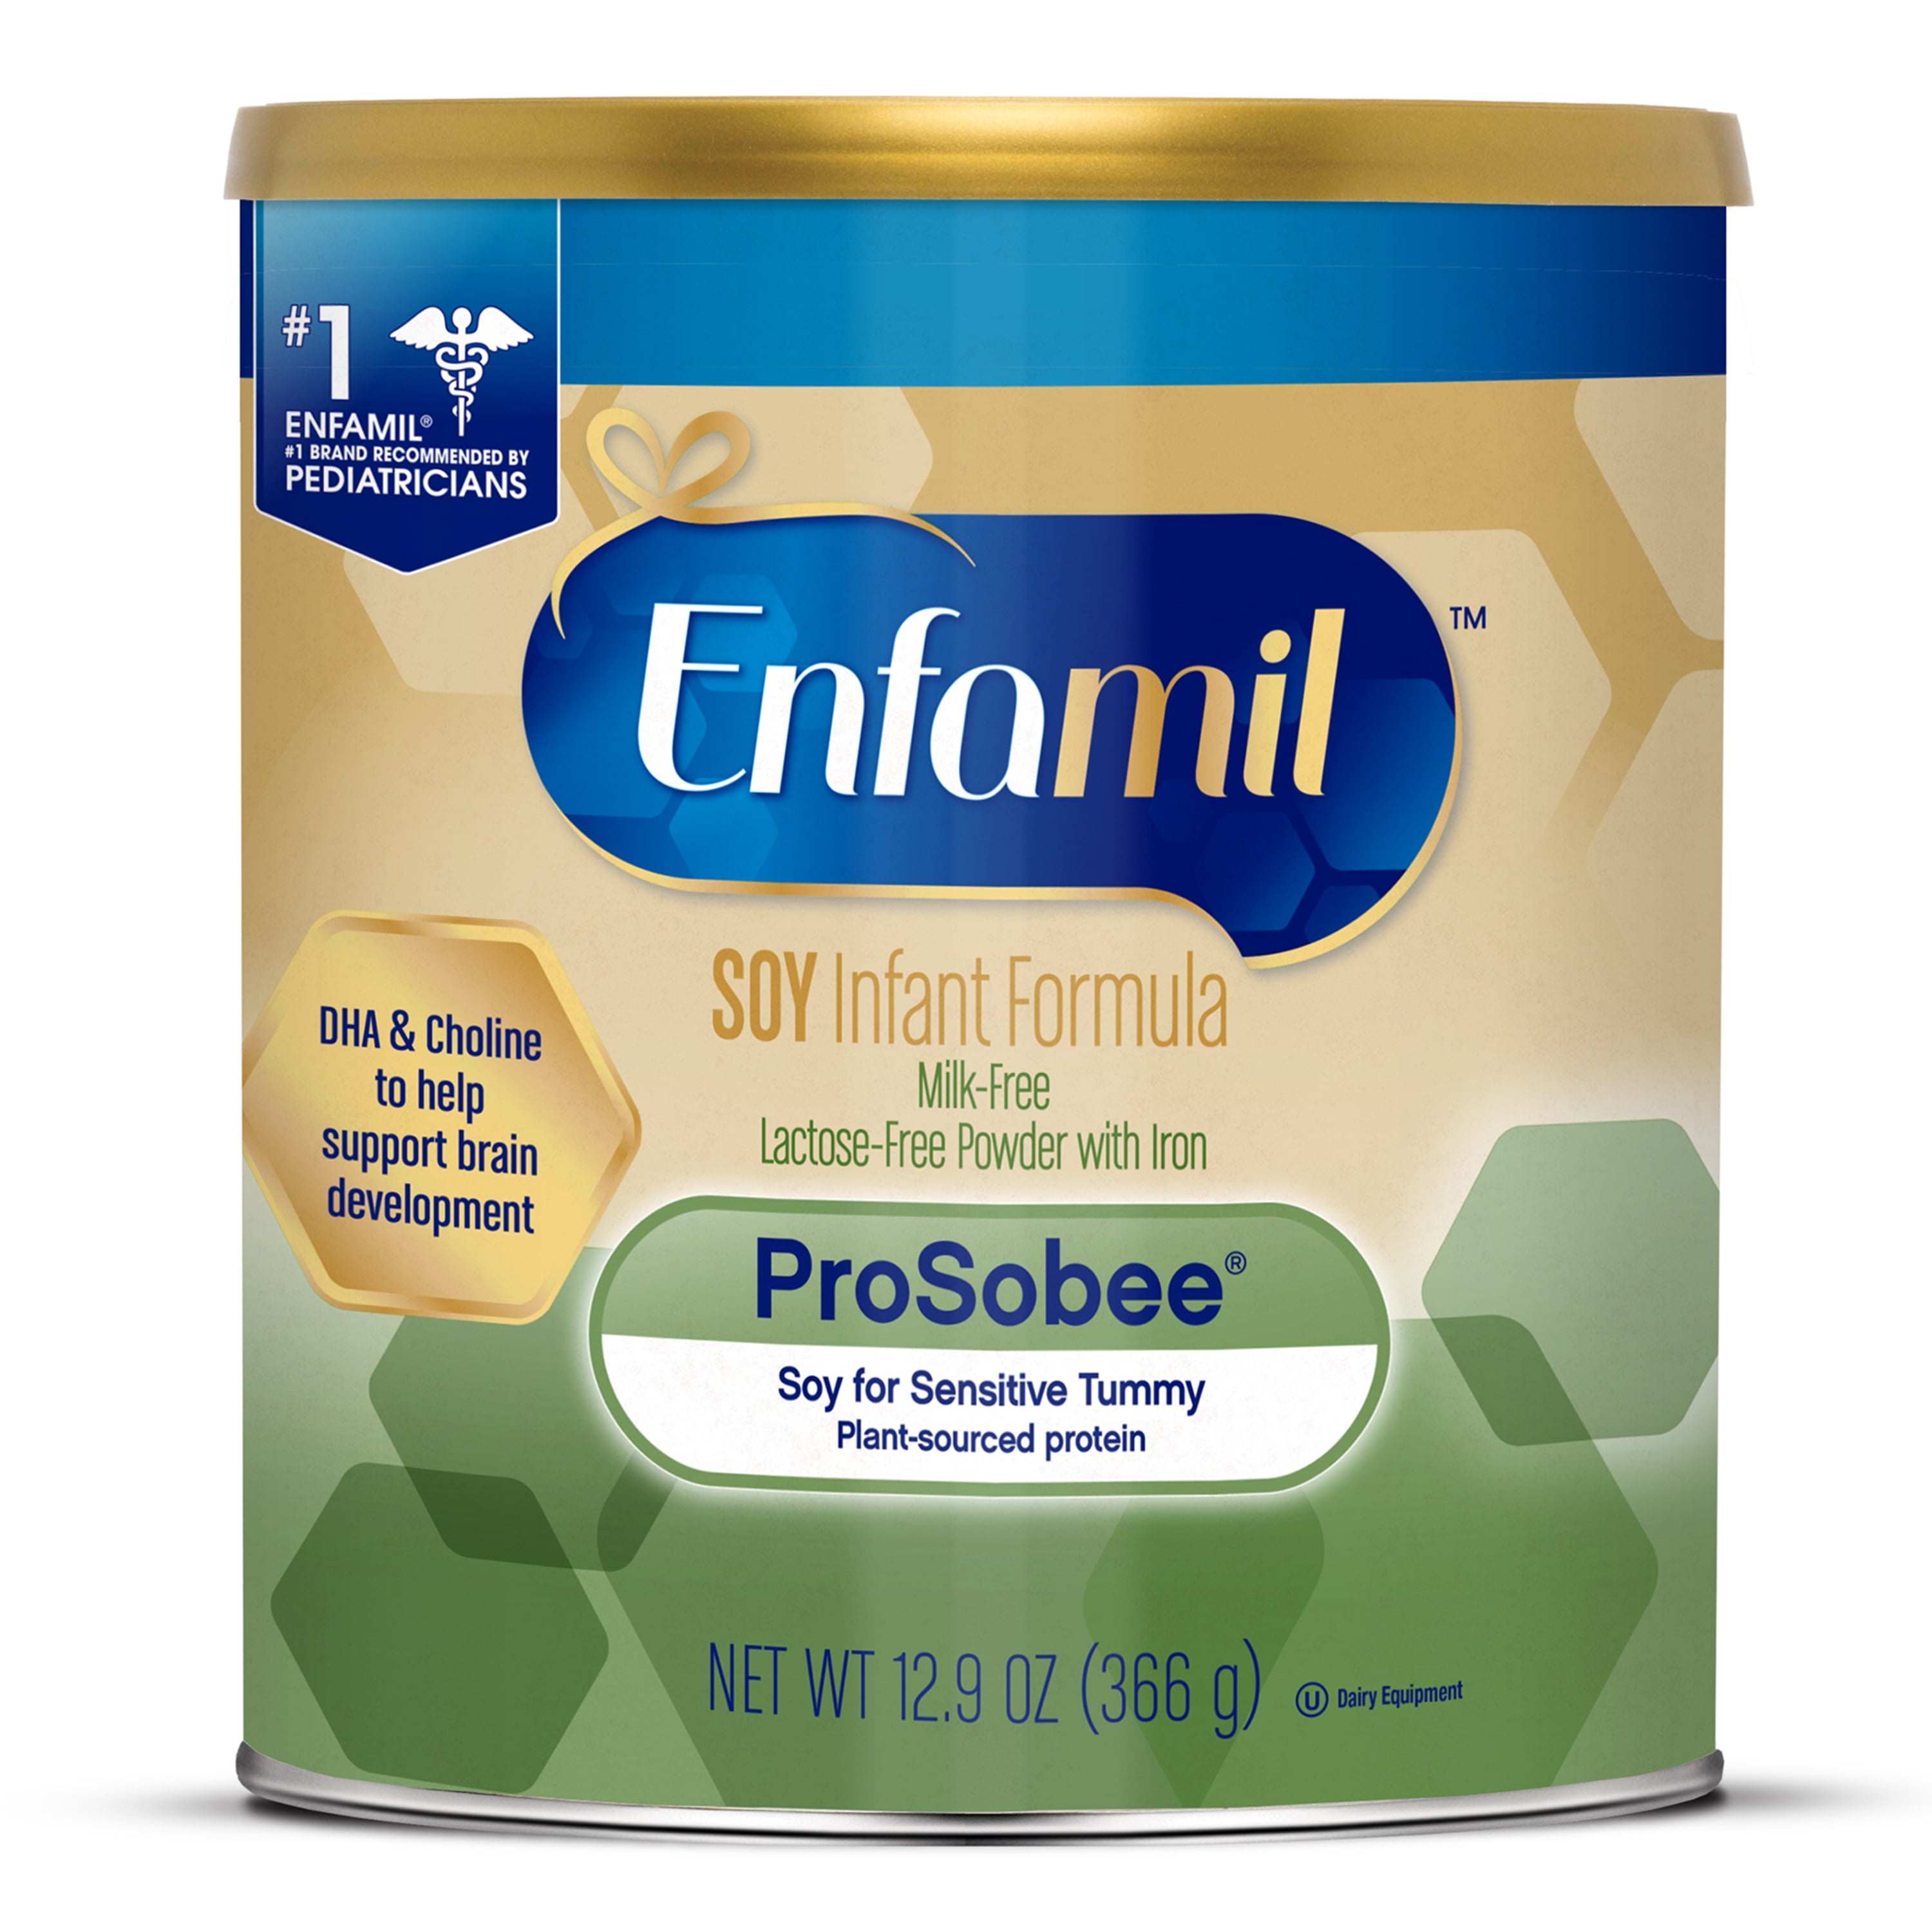 #1
ENFAMIL®
#1 BRAND RECOMMENDED BY
PEDIATRICIANS
Enfamil™
SOY Infant Formula
Milk-Free
Lactose-Free Powder with Iron
DHA & Choline
to help
support brain
development
ProSobee®
Soy for Sensitive Tummy
Plant-sourced protein
NET WT 12.9 OZ (366 g)
U Dairy Equipment